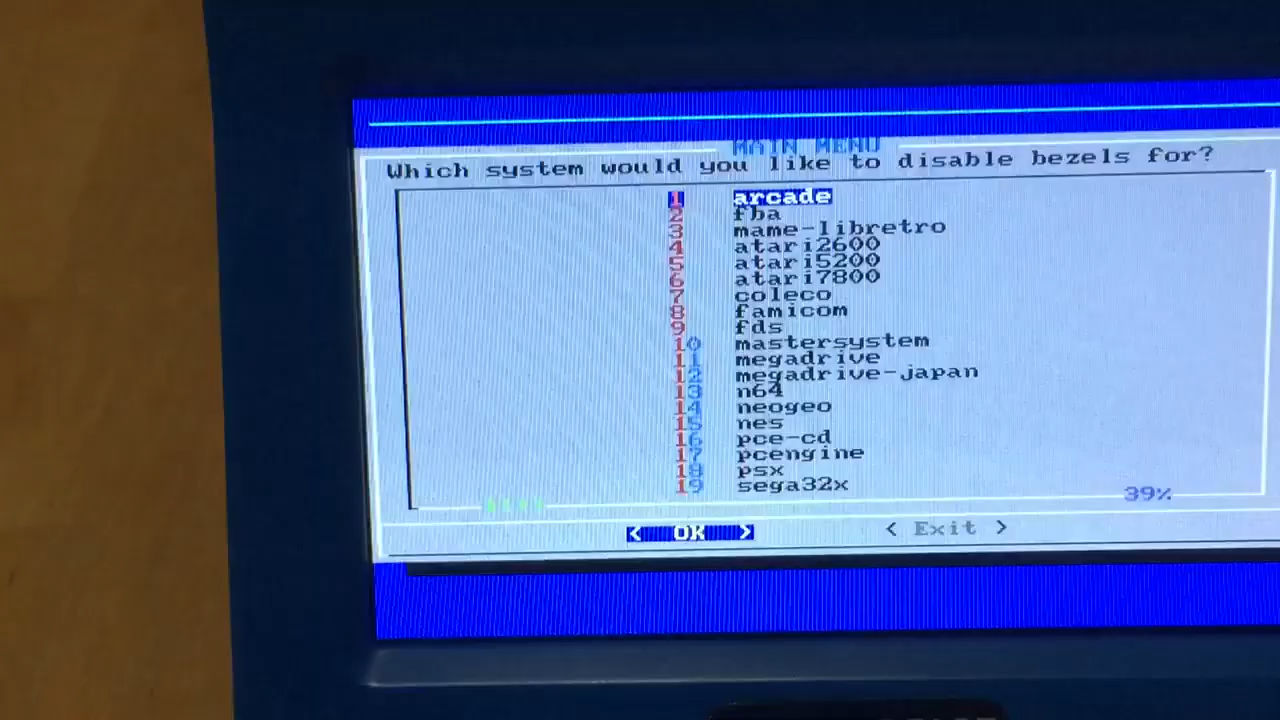 MAIN MENU
Which system would you like to disable bezels for?
1 arcade
2 fba
3 mame-libretro
4 atari2600
5 atari5200
6 atari7800
7 coleco
8 famicom
9 fds
10 mastersystem
11 megadrive
12 megadrive-japan
13 n64
14 neogeo
15 nes
16 pce-cd
17 pcengine
18 psx
19 sega32x
39%
< OK > < Exit >